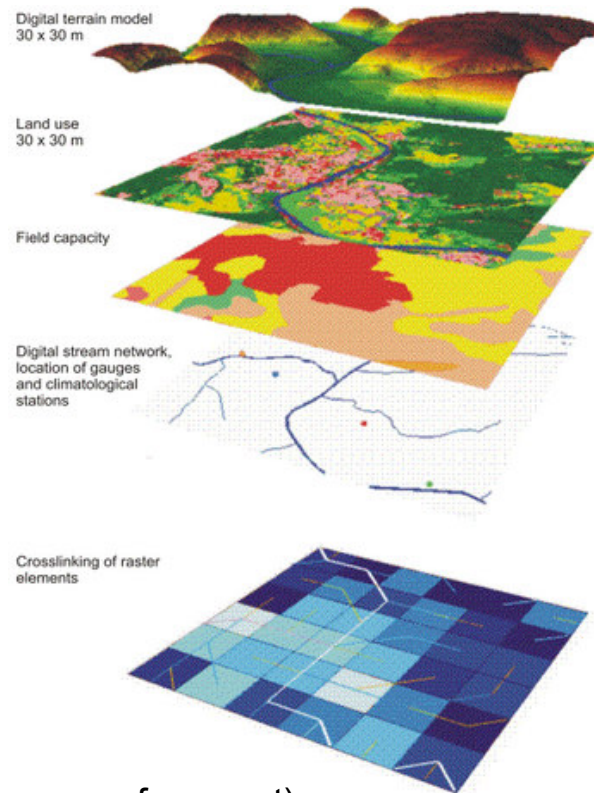 Digital terrain model
30 x 30 m
Land use
30 x 30 m
Field capacity
Digital stream network,
location of gauges
and climatological
stations
Crosslinking of raster
elements